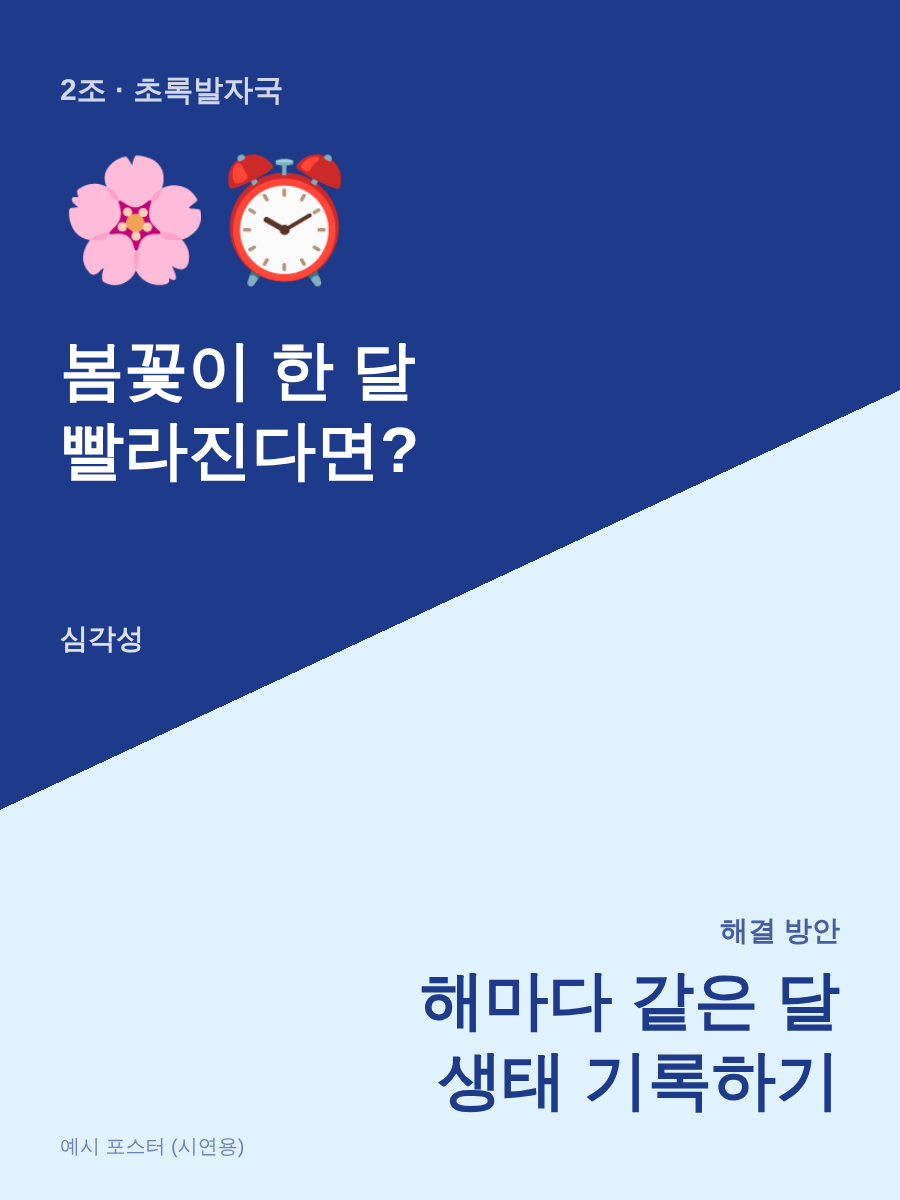 2조 · 초록발자국
봄꽃이 한 달
빨라진다면?
심각성
해결 방안
해마다 같은 달
생태 기록하기
예시 포스터 (시연용)